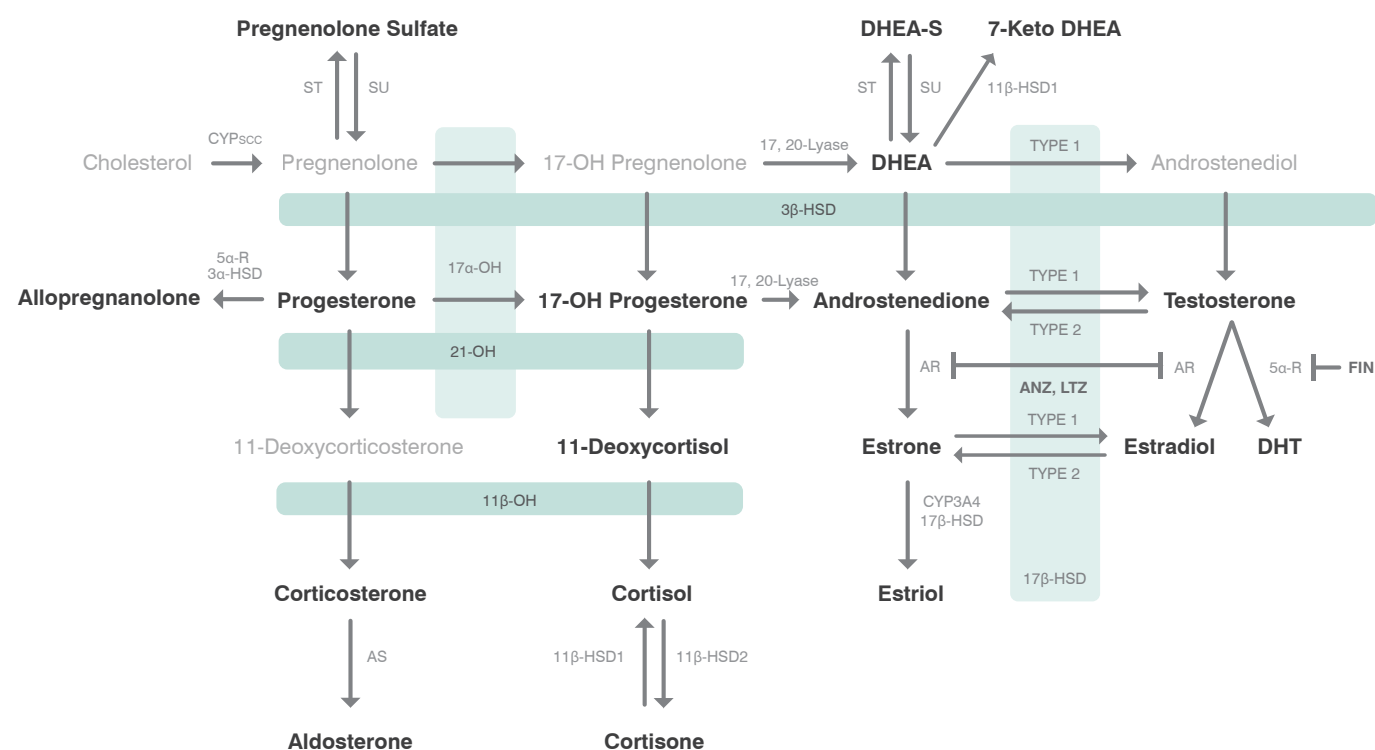 Pregnenolone Sulfate
DHEA-S
7-Keto DHEA
ST
SU
ST
SU
11β-HSD1
CYPscc
17, 20-Lyase
TYPE 1
Cholesterol
Pregnenolone
17-OH Pregnenolone
DHEA
Androstenediol
3β-HSD
5α-R
3α-HSD
17α-OH
17, 20-Lyase
TYPE 1
Allopregnanolone
Progesterone
17-OH Progesterone
Androstenedione
Testosterone
TYPE 2
21-OH
AR
AR
5α-R
FIN
ANZ, LTZ
TYPE 1
11-Deoxycorticosterone
11-Deoxycortisol
Estrone
Estradiol
DHT
TYPE 2
11β-OH
CYP3A4
17β-HSD
17β-HSD
Corticosterone
Cortisol
Estriol
AS
11β-HSD1
11β-HSD2
Aldosterone
Cortisone